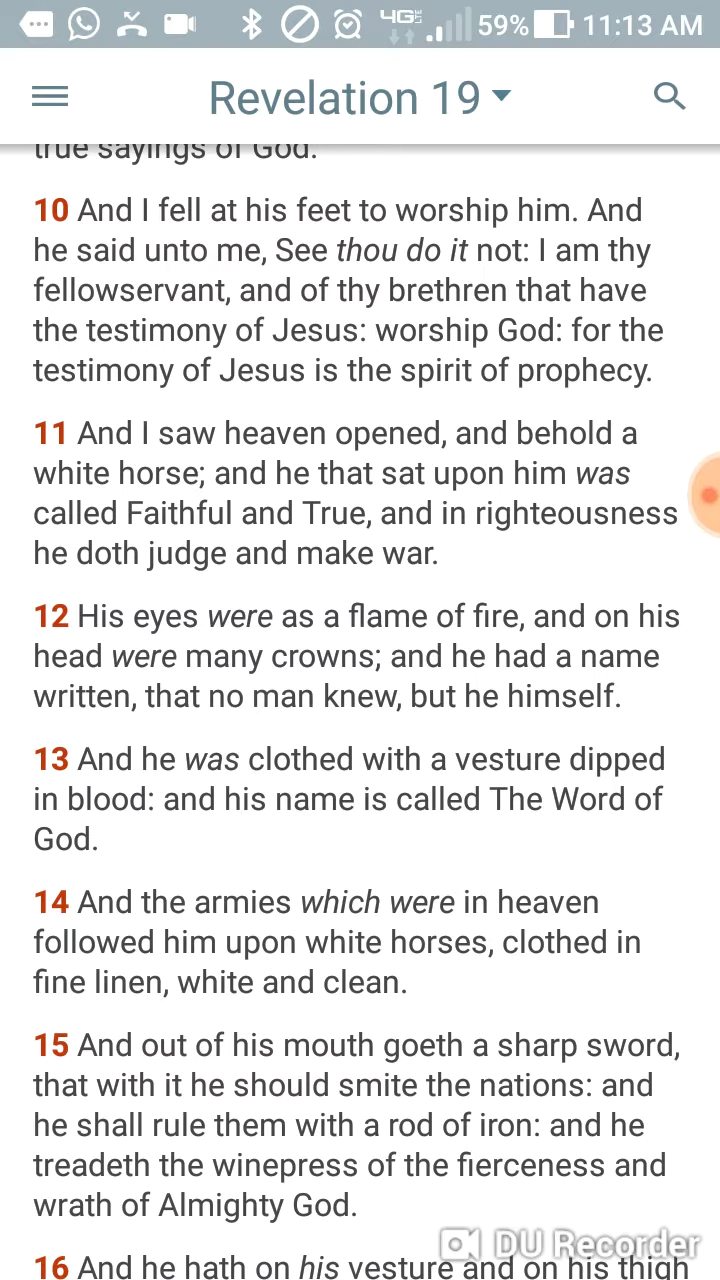 4G LTE 59% 11:13 AM
Revelation 19
true sayings of God.
10 And I fell at his feet to worship him. And
he said unto me, See thou do it not: I am thy
fellowservant, and of thy brethren that have
the testimony of Jesus: worship God: for the
testimony of Jesus is the spirit of prophecy.
11 And I saw heaven opened, and behold a
white horse; and he that sat upon him was
called Faithful and True, and in righteousness
he doth judge and make war.
12 His eyes were as a flame of fire, and on his
head were many crowns; and he had a name
written, that no man knew, but he himself.
13 And he was clothed with a vesture dipped
in blood: and his name is called The Word of
God.
14 And the armies which were in heaven
followed him upon white horses, clothed in
fine linen, white and clean.
15 And out of his mouth goeth a sharp sword,
that with it he should smite the nations: and
he shall rule them with a rod of iron: and he
treadeth the winepress of the fierceness and
wrath of Almighty God.
DU Recorder
16 And he hath on his vesture and on his thigh